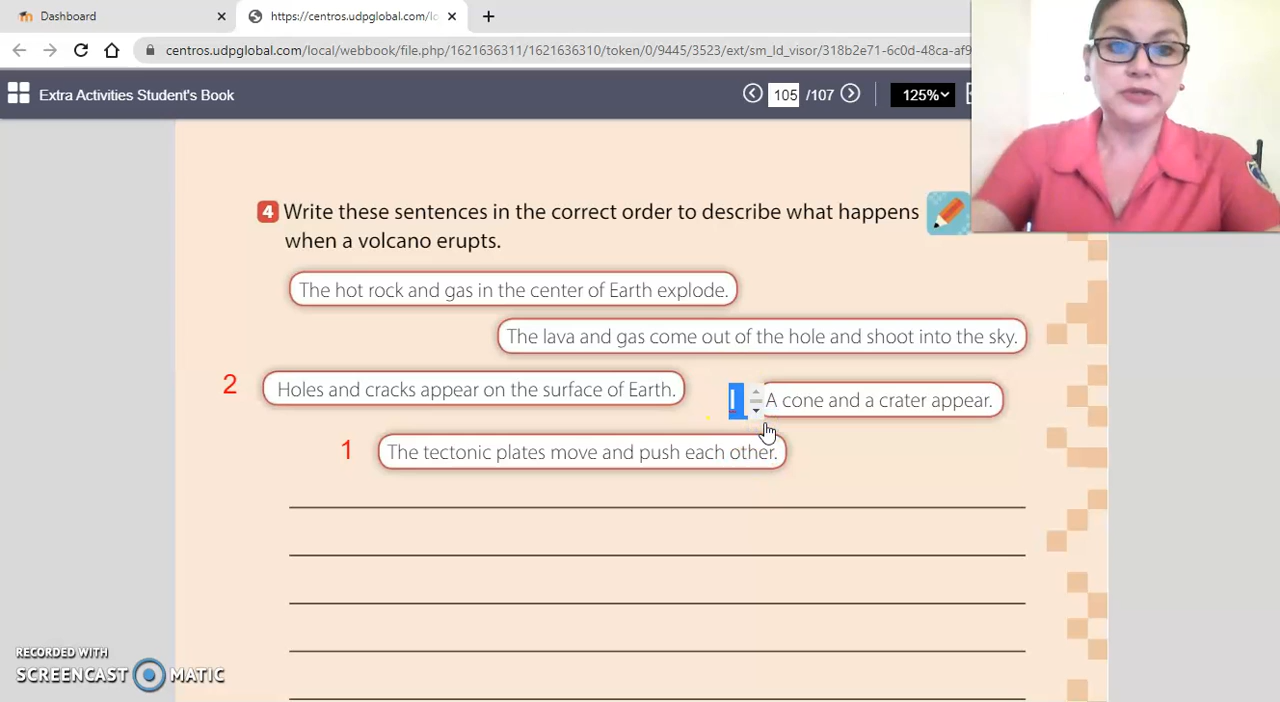 Dashboard
https://centros.udpglobal.com/lo
centros.udpglobal.com/local/webbook/file.php/1621636311/1621636310/token/0/9445/3523/ext/sm_ld_visor/318b2e71-6c0d-48ca-af9
Extra Activities Student's Book
105 /107
125%
4 Write these sentences in the correct order to describe what happens
when a volcano erupts.
The hot rock and gas in the center of Earth explode.
The lava and gas come out of the hole and shoot into the sky.
2 Holes and cracks appear on the surface of Earth.
A cone and a crater appear.
1 The tectonic plates move and push each other.
RECORDED WITH
SCREENCAST MATIC